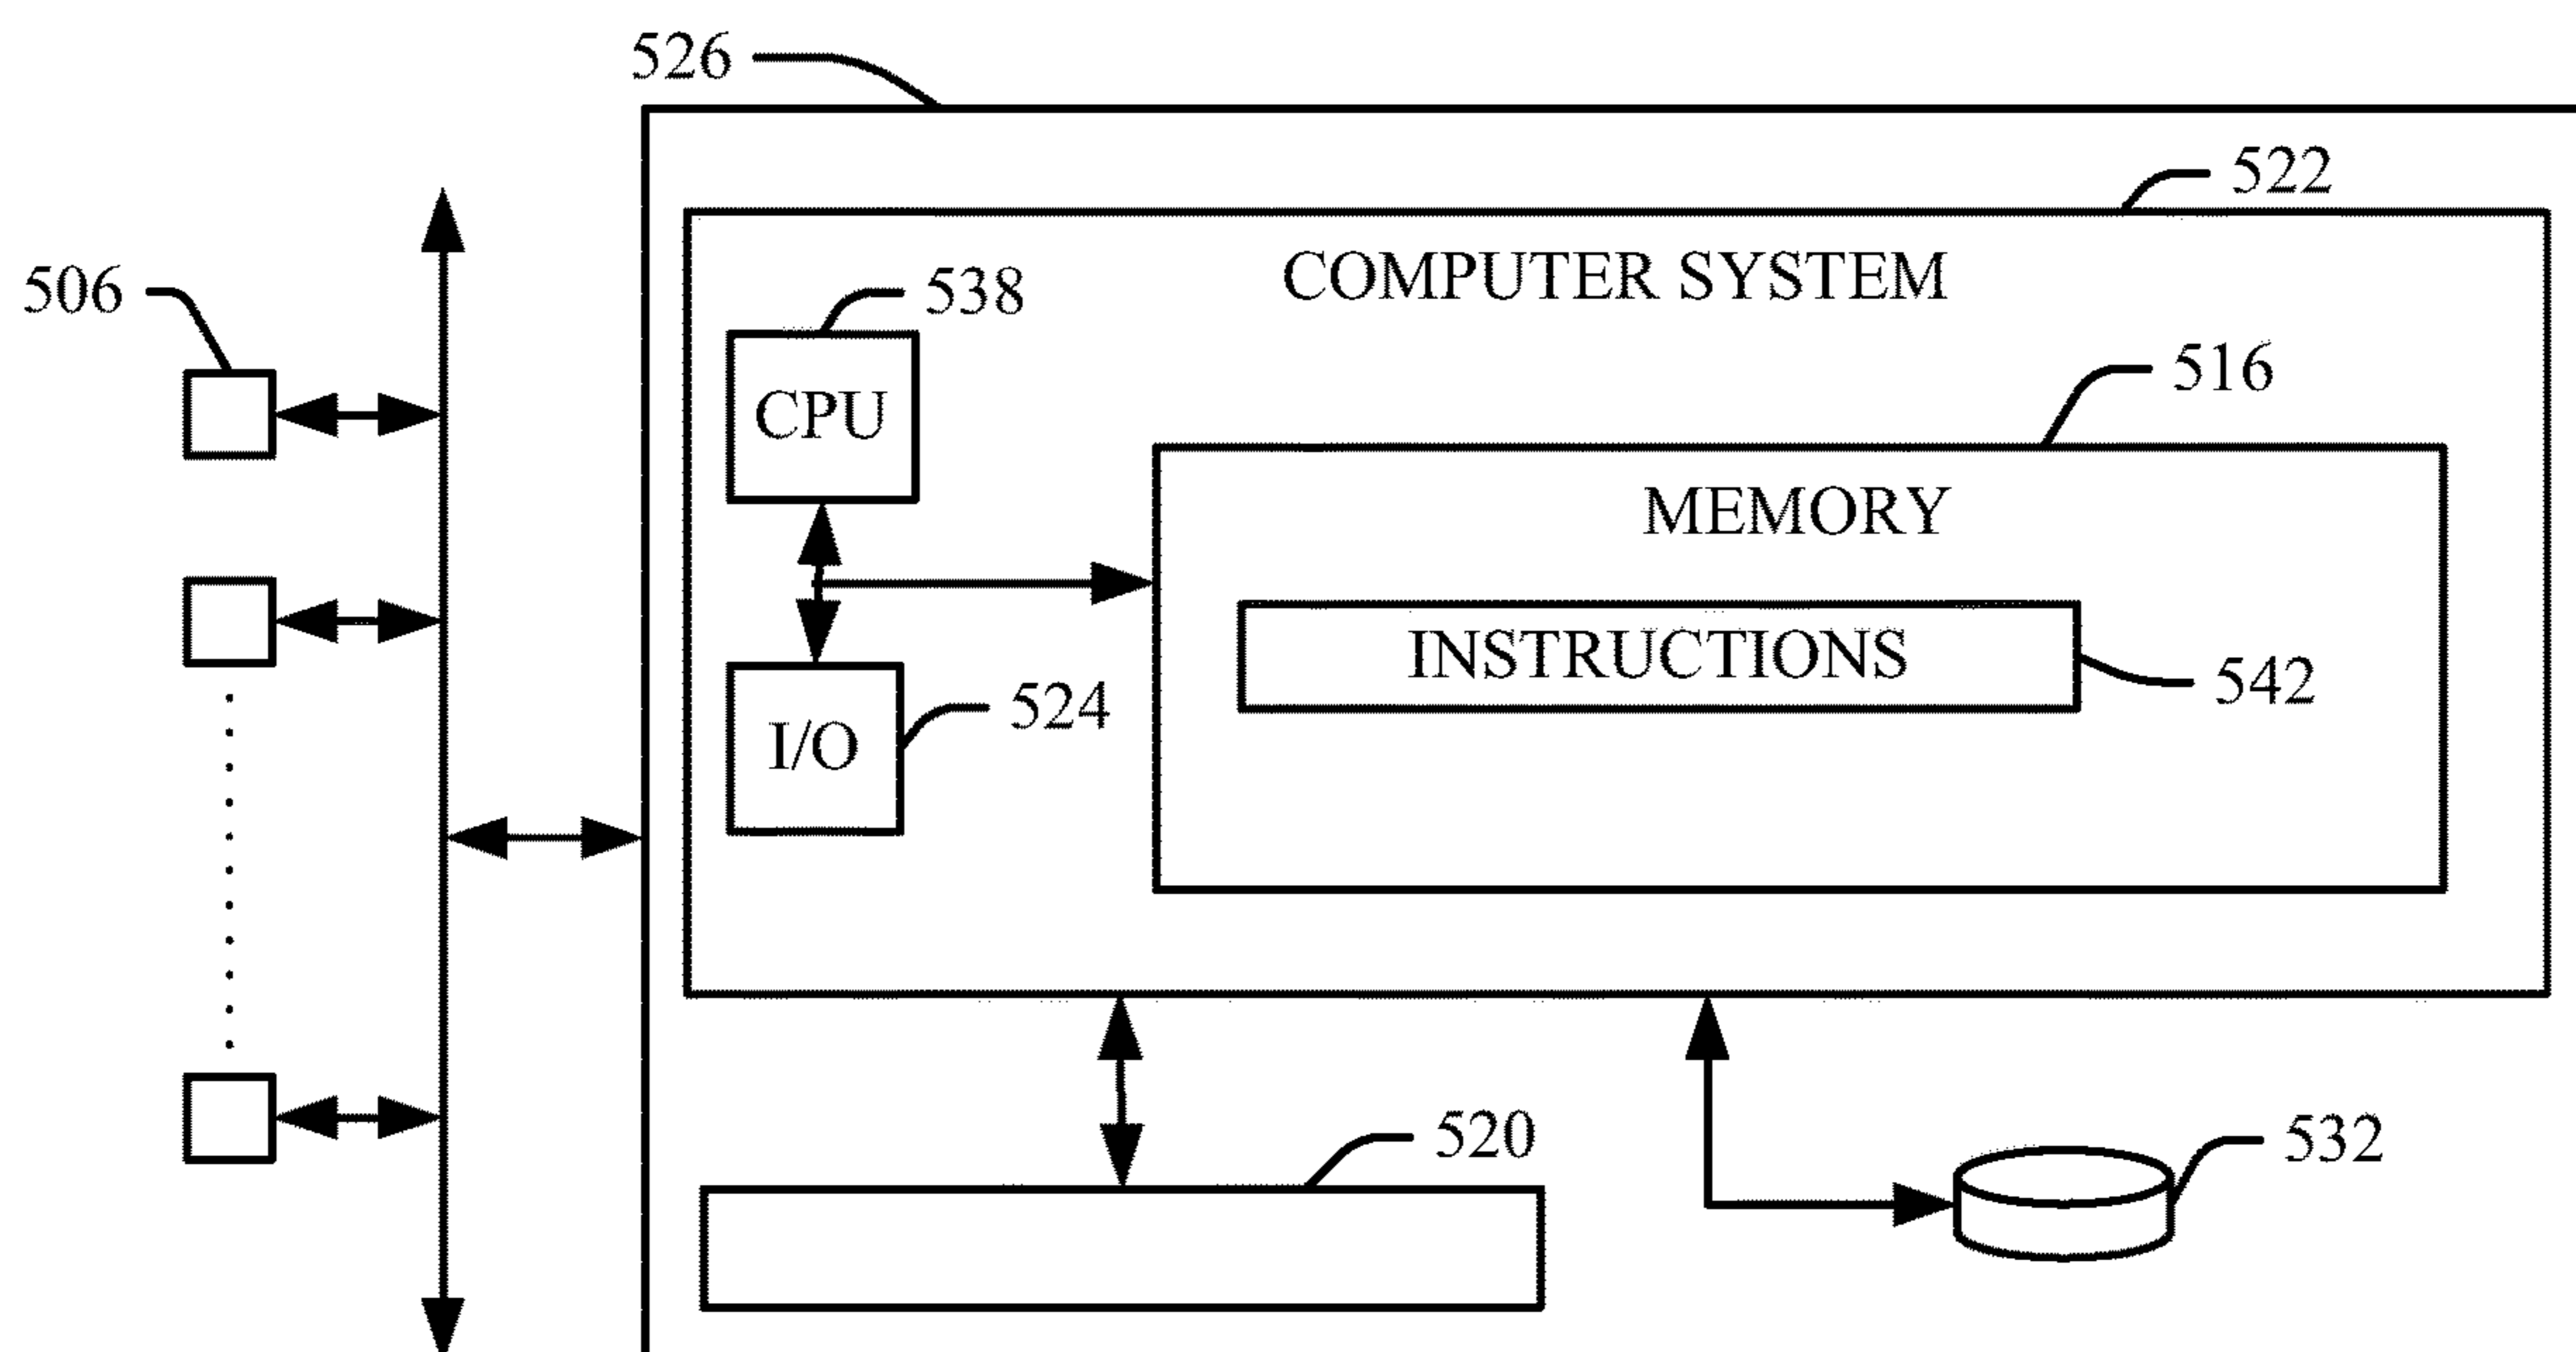 526
522
COMPUTER SYSTEM
506
538
516
CPU
MEMORY
INSTRUCTIONS
542
524
I/O
520
532